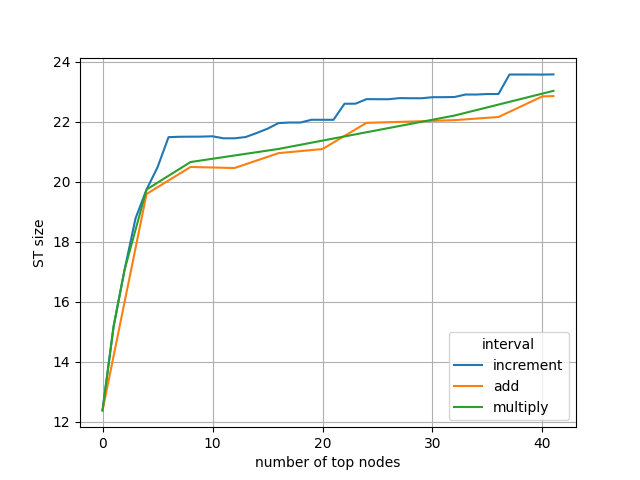 24
22
20
18
16
14
12
ST size
0 10 20 30 40
number of top nodes
interval
increment
add
multiply